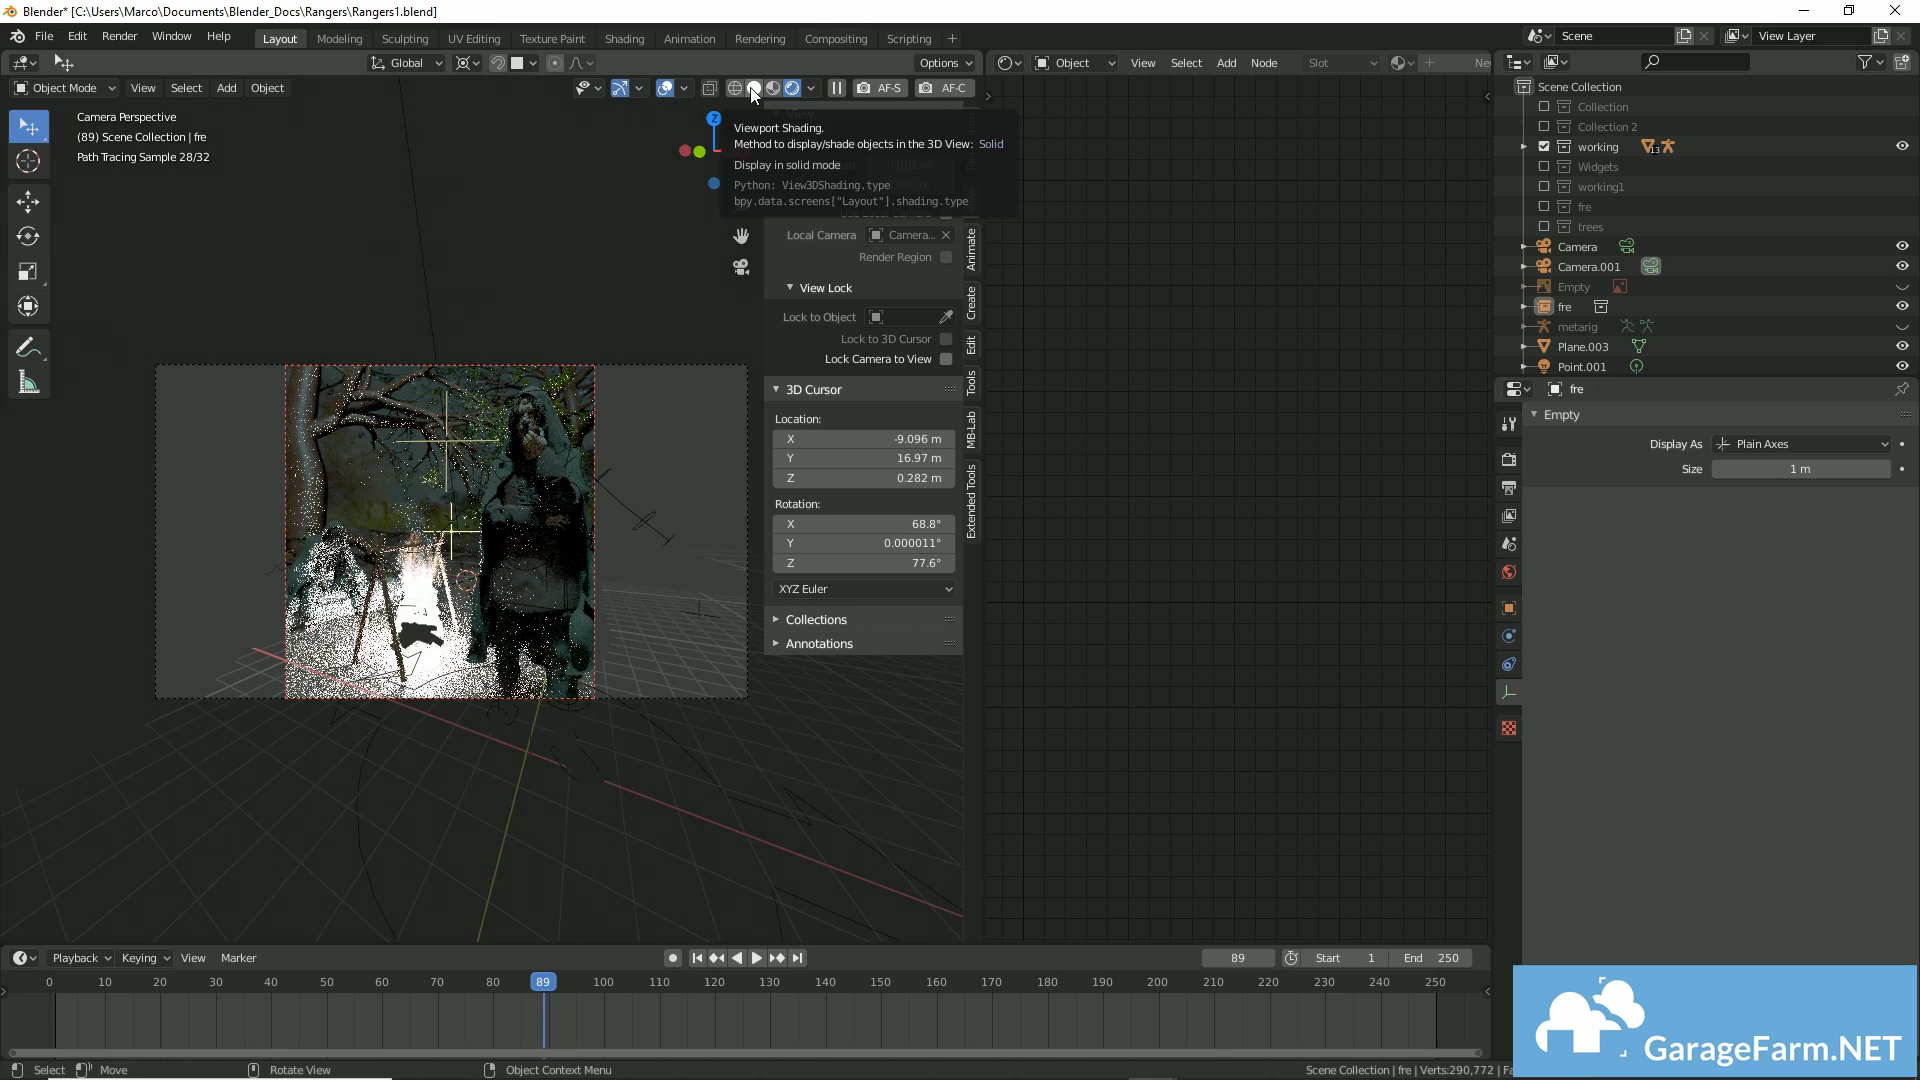 Blender* [C:\Users\Marco\Documents\Blender_Docs\Rangers\Rangers1.blend]
File Edit Render Window Help Layout Modeling Sculpting UV Editing Texture Paint Shading Animation Rendering Compositing Scripting + Scene View Layer
Global Options Object View Select Add Object Node Slot Ne
Object Mode View Select Add Object AF-S AF-C
Camera Perspective
(89) Scene Collection | fre
Path Tracing Sample 28/32
Z
Viewport Shading.
Method to display/shade objects in the 3D View: Solid
Display in solid mode
Python: View3DShading.type
bpy.data.screens["Layout"].shading.type
Local Camera Camera...
Render Region
View Lock
Lock to Object
Lock to 3D Cursor
Lock Camera to View
3D Cursor
Location:
X -9.096 m
Y 16.97 m
Z 0.282 m
Rotation:
X 68.8°
Y 0.000011°
Z 77.6°
XYZ Euler
Collections
Annotations
Animate
Create
Edit
Tools
MB-Lab
Extended Tools
Scene Collection
Collection
Collection 2
working 13
Widgets
working1
fre
trees
Camera
Camera.001
Empty
fre
metarig
Plane.003
Point.001
fre
Empty
Display As Plain Axes
Size 1 m
Playback Keying View Marker 89 Start 1 End 250
0 10 20 30 40 50 60 70 80 89 100 110 120 130 140 150 160 170 180 190 200 210 220 230 240 250
Select Move Rotate View Object Context Menu Scene Collection | fre | Verts:290,772 | Fa
GarageFarm.NET